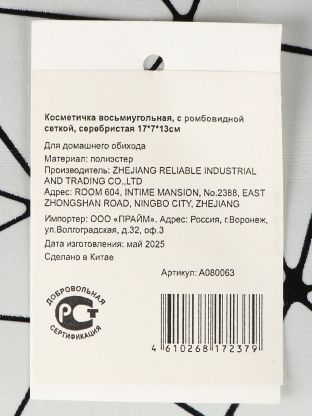 Косметичка восьмиугольная, с ромбовидной
сеткой, серебристая 17*7*13см
Для домашнего обихода
Материал: полиэстер
Производитель: ZHEJIANG RELIABLE INDUSTRIAL
AND TRADING CO.,LTD
Адрес: ROOM 604, INTIME MANSION, No.2388, EAST
ZHONGSHAN ROAD, NINGBO CITY, ZHEJIANG
Импортер: ООО «ПРАЙМ». Адрес: Россия, г.Воронеж,
ул.Волгоградская, д.32, оф.3
Дата изготовления: май 2025
Сделано в Китае
Артикул: A080063
ДОБРОВОЛЬНАЯ
РСТ
СЕРТИФИКАЦИЯ
4 610268 172379